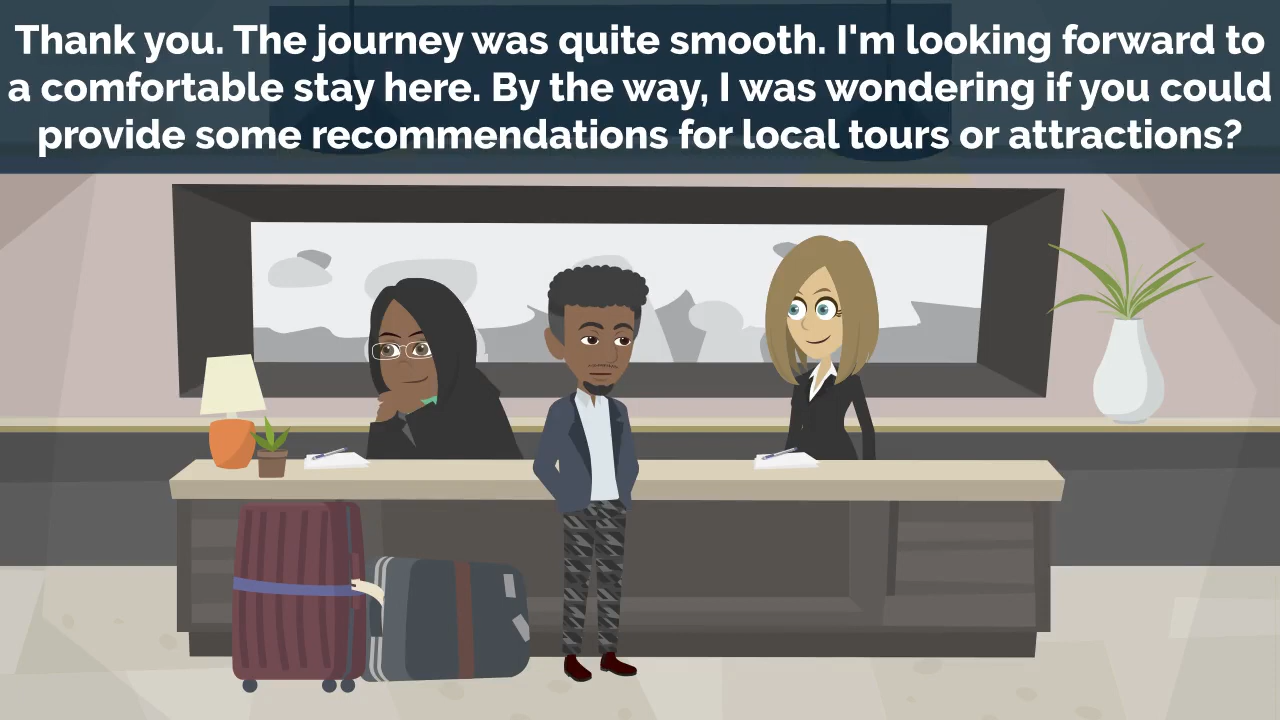 Thank you. The journey was quite smooth. I'm looking forward to
a comfortable stay here. By the way, I was wondering if you could
provide some recommendations for local tours or attractions?